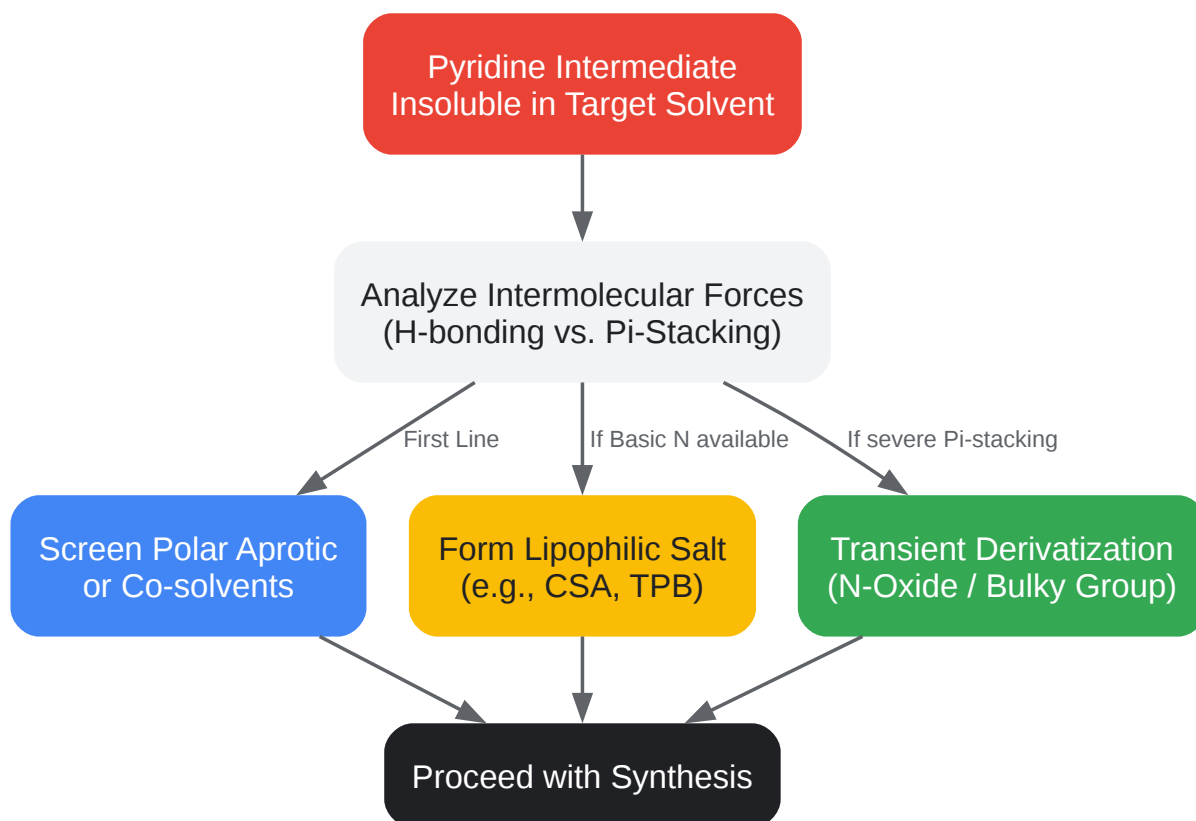 Pyridine Intermediate
Insoluble in Target Solvent
Analyze Intermolecular Forces
(H-bonding vs. Pi-Stacking)
First Line
If Basic N available
If severe Pi-stacking
Screen Polar Aprotic
or Co-solvents
Form Lipophilic Salt
(e.g., CSA, TPB)
Transient Derivatization
(N-Oxide / Bulky Group)
Proceed with Synthesis